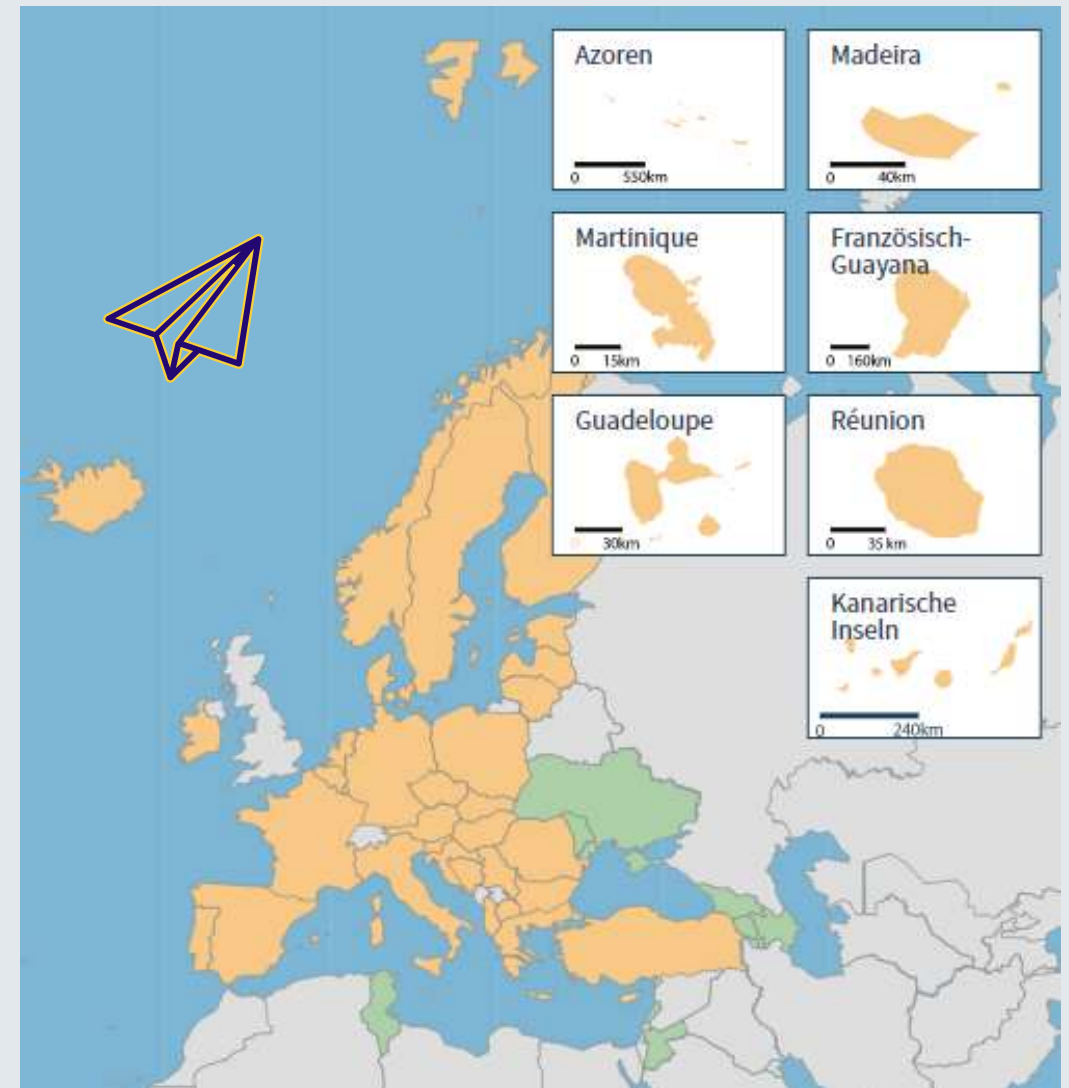 Azoren
0 550km
Madeira
0 40km
Martinique
0 15km
Französisch-
Guayana
0 160km
Guadeloupe
0 30km
Réunion
0 35 km
Kanarische
Inseln
0 240km